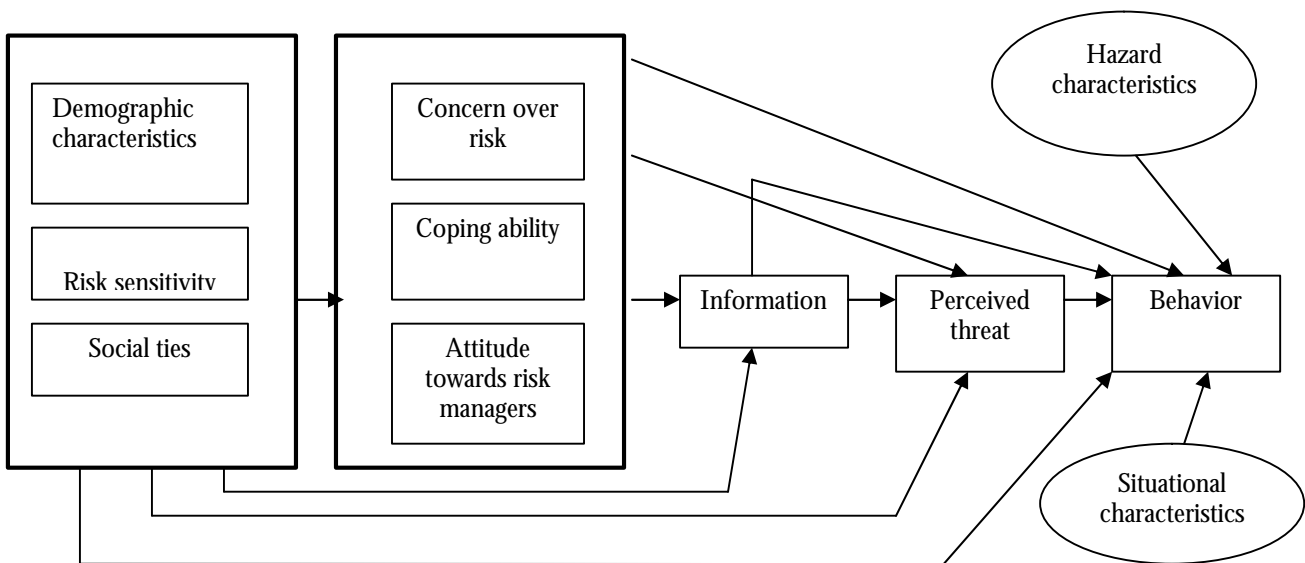 Demographic
characteristics
Risk sensitivity
Social ties
Concern over
risk
Coping ability
Attitude
towards risk
managers
Information
Perceived
threat
Behavior
Hazard
characteristics
Situational
characteristics